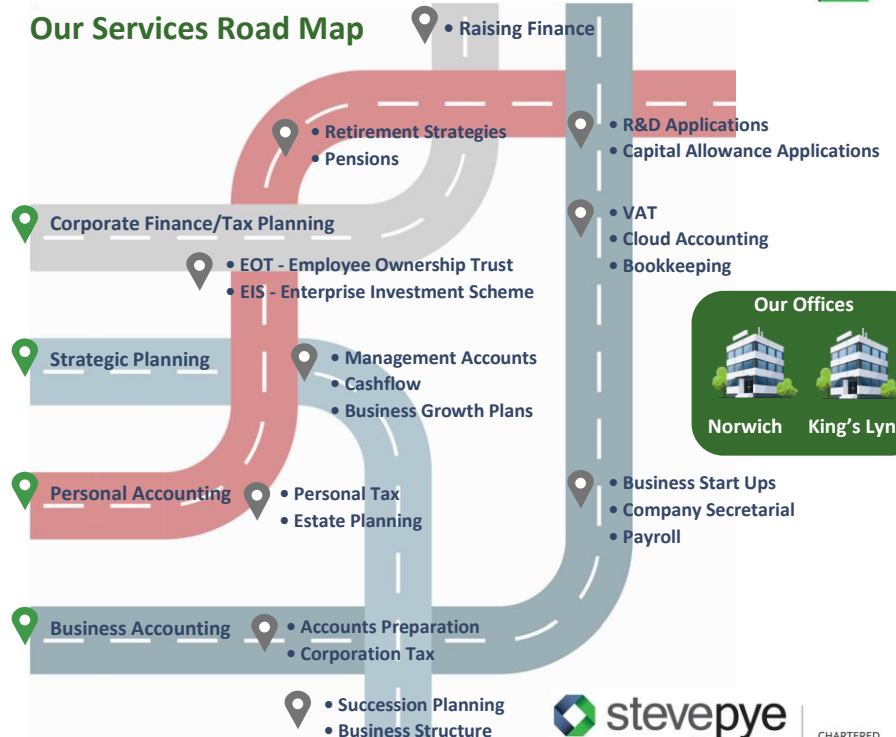 Our Services Road Map
• Raising Finance
• Retirement Strategies
• Pensions
• R&D Applications
• Capital Allowance Applications
Corporate Finance/Tax Planning
• VAT
• Cloud Accounting
• Bookkeeping
• EOT - Employee Ownership Trust
• EIS - Enterprise Investment Scheme
Our Offices
Norwich
King's Lyn
Strategic Planning
• Management Accounts
• Cashflow
• Business Growth Plans
Personal Accounting
• Personal Tax
• Estate Planning
• Business Start Ups
• Company Secretarial
• Payroll
Business Accounting
• Accounts Preparation
• Corporation Tax
• Succession Planning
• Business Structure
stevepye
CHARTERED